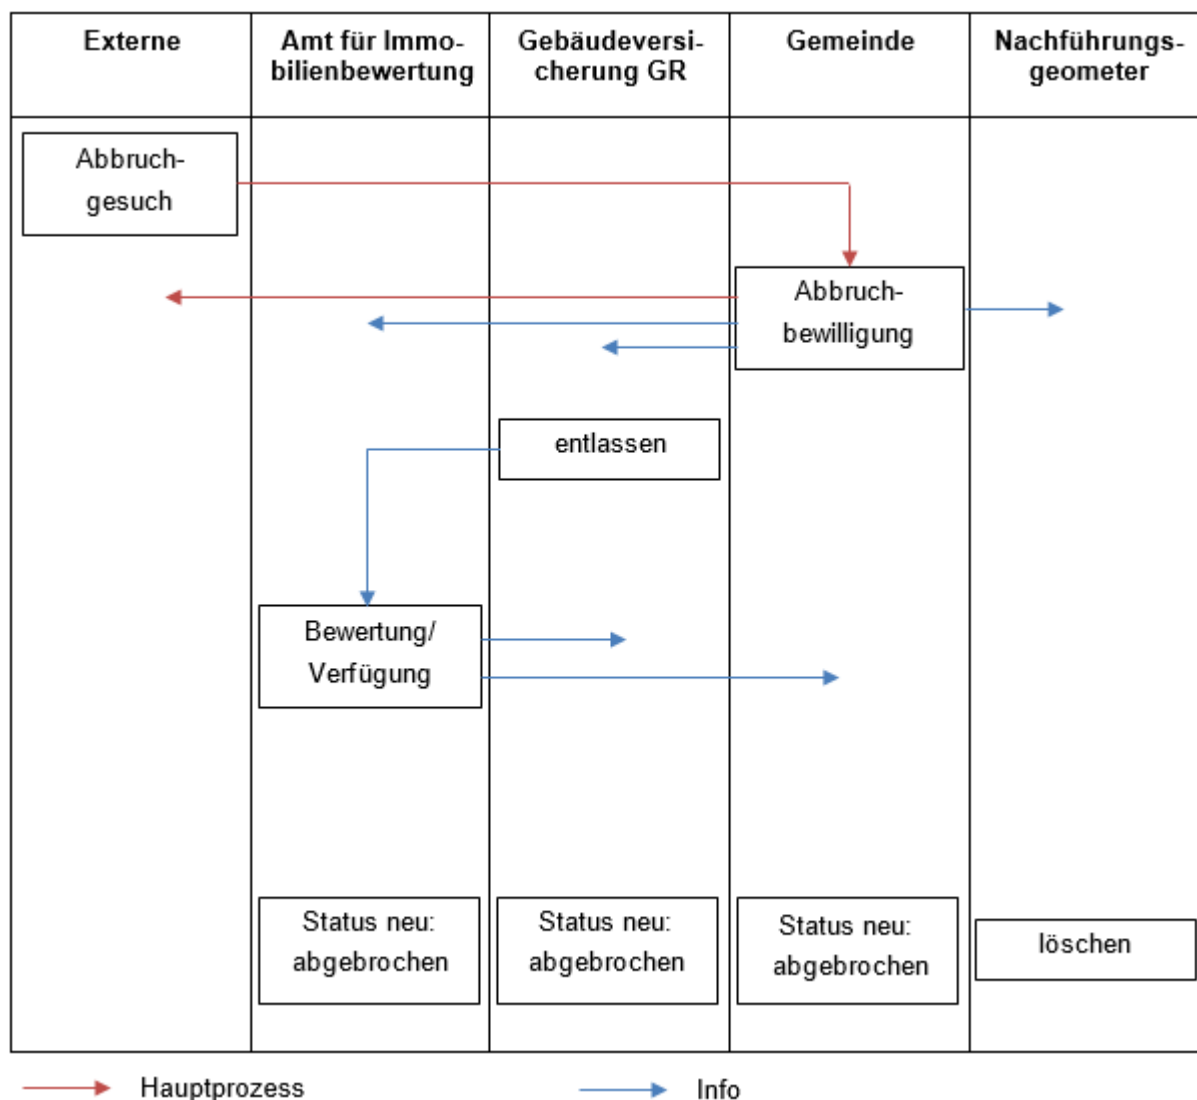 Externe
Amt für Immo-
bilienbewertung
Gebäudeversi-
cherung GR
Gemeinde
Nachführungs-
geometer
Abbruch-
gesuch
Abbruch-
bewilligung
entlassen
Bewertung/
Verfügung
Status neu:
abgebrochen
Status neu:
abgebrochen
Status neu:
abgebrochen
löschen
Hauptprozess
Info